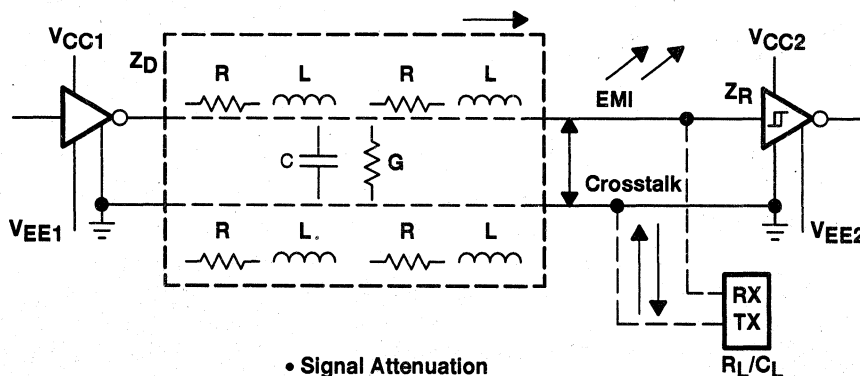 VCC1
ZD
R L R L
EMI
VCC2
ZR
C G
Crosstalk
VEE1
R L R L
VEE2
RX
TX
• Signal Attenuation
RL/CL